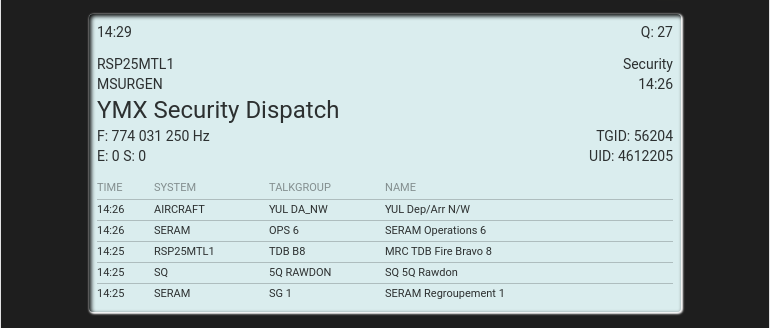 14:29 Q: 27
RSP25MTL1 Security
MSURGEN 14:26
YMX Security Dispatch
F: 774 031 250 Hz TGID: 56204
E: 0 S: 0 UID: 4612205
TIME SYSTEM TALKGROUP NAME
14:26 AIRCRAFT YUL DA_NW YUL Dep/Arr N/W
14:26 SERAM OPS 6 SERAM Operations 6
14:25 RSP25MTL1 TDB B8 MRC TDB Fire Bravo 8
14:25 SQ 5Q RAWDON SQ 5Q Rawdon
14:25 SERAM SG 1 SERAM Regroupement 1